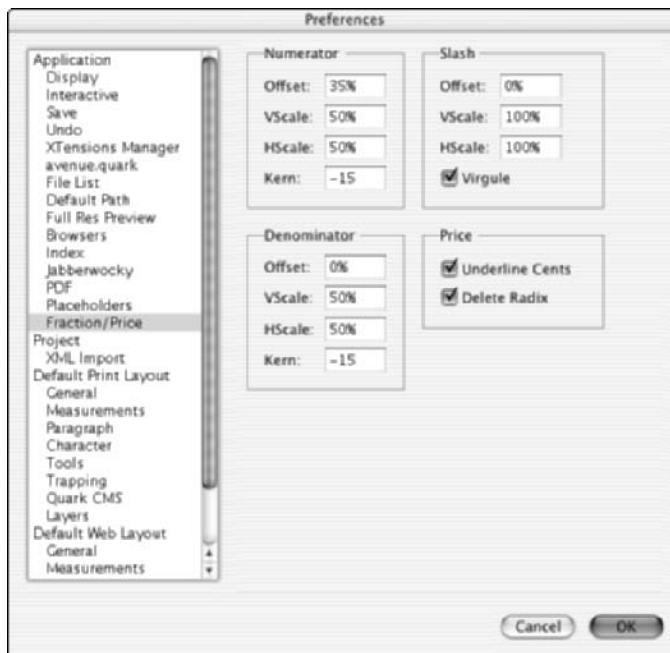 Preferences
Application
Display
Interactive
Save
Undo
XTensions Manager
avenue.quark
File List
Default Path
Full Res Preview
Browsers
Index
Jabberwocky
PDF
Placeholders
Fraction/Price
Project
XML Import
Default Print Layout
General
Measurements
Paragraph
Character
Tools
Trapping
Quark CMS
Layers
Default Web Layout
General
Measurements
Numerator
Offset: 35%
VScale: 50%
HScale: 50%
Kern: -15
Slash
Offset: 0%
VScale: 100%
HScale: 100%
Virgule
Denominator
Offset: 0%
VScale: 50%
HScale: 50%
Kern: -15
Price
Underline Cents
Delete Radix
Cancel
OK